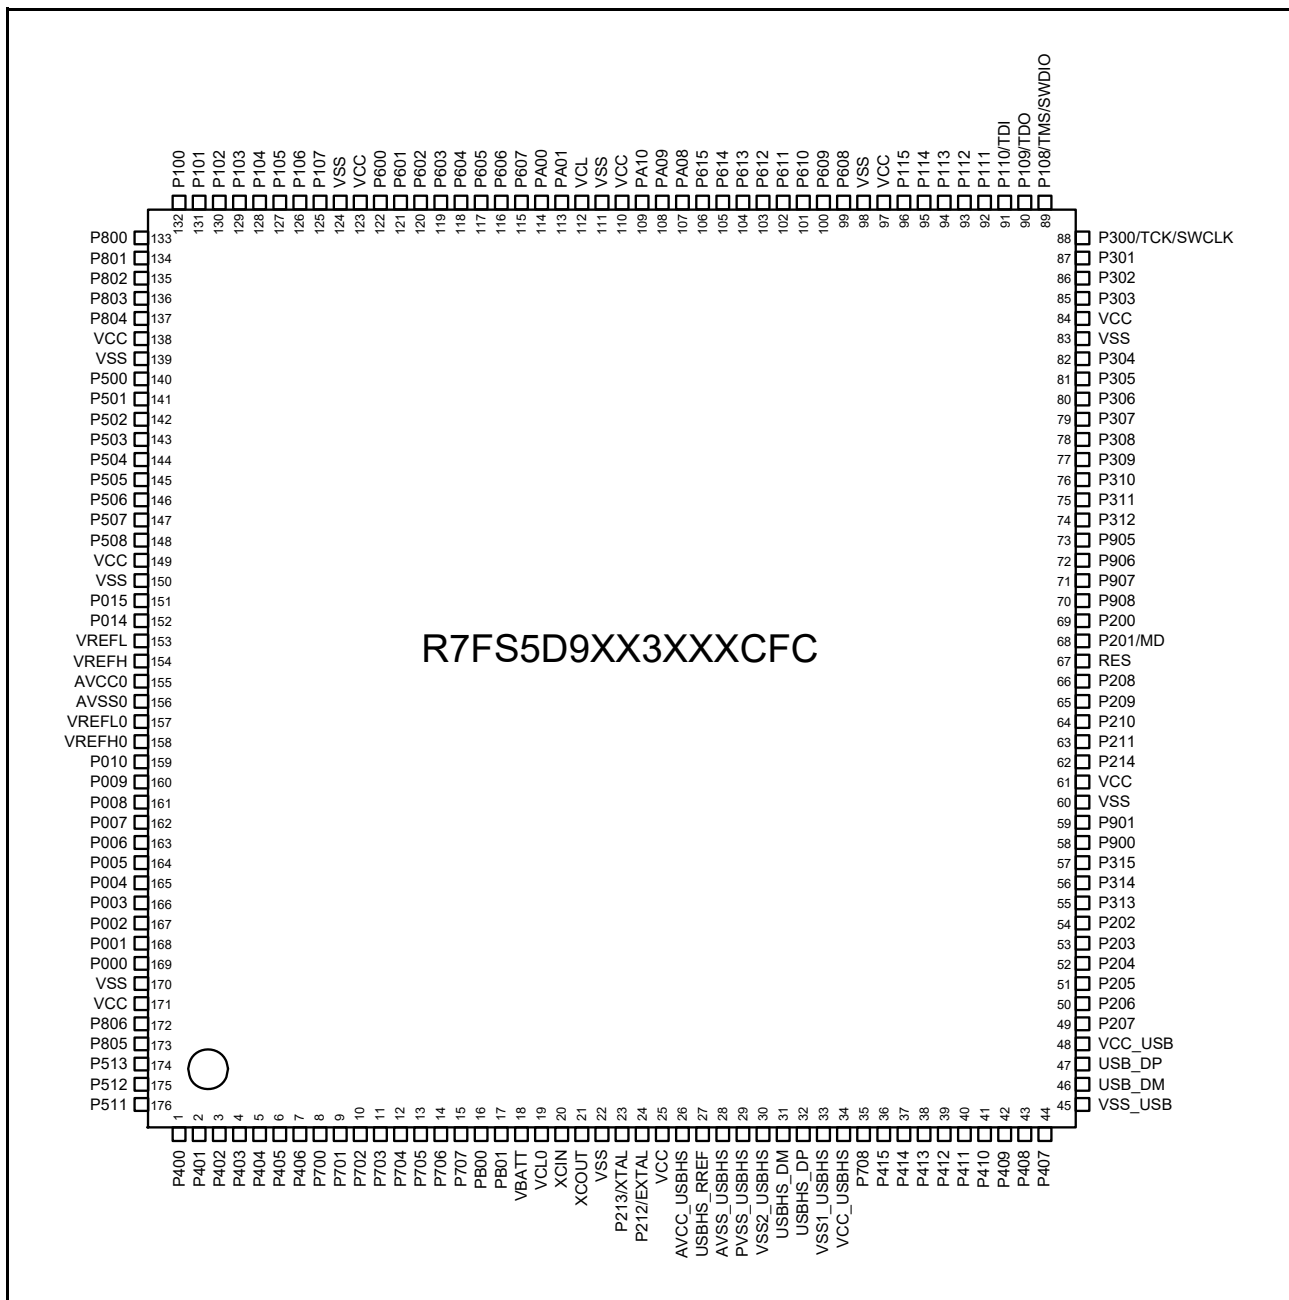 P100 P101 P102 P103 P104 P105 P106 P107 VSS VCC P600 P601 P602 P603 P604 P605 P606 P607 PA00 PA01 VCL VSS VCC PA10 PA09 PA08 P615 P614 P613 P612 P611 P610 P609 P608 VSS VCC P115 P114 P113 P112 P111 P110/TDI P109/TDO P108/TMS/SWDIO
132 131 130 129 128 127 126 125 124 123 122 121 120 119 118 117 116 115 114 113 112 111 110 109 108 107 106 105 104 103 102 101 100 99 98 97 96 95 94 93 92 91 90 89
P800 133
P801 134
P802 135
P803 136
P804 137
VCC 138
VSS 139
P500 140
P501 141
P502 142
P503 143
P504 144
P505 145
P506 146
P507 147
P508 148
VCC 149
VSS 150
P015 151
P014 152
VREFL 153
VREFH 154
AVCC0 155
AVSS0 156
VREFL0 157
VREFH0 158
P010 159
P009 160
P008 161
P007 162
P006 163
P005 164
P004 165
P003 166
P002 167
P001 168
P000 169
VSS 170
VCC 171
P806 172
P805 173
P513 174
P512 175
P511 176
R7FS5D9XX3XXXCFC
88 P300/TCK/SWCLK
87 P301
86 P302
85 P303
84 VCC
83 VSS
82 P304
81 P305
80 P306
79 P307
78 P308
77 P309
76 P310
75 P311
74 P312
73 P905
72 P906
71 P907
70 P908
69 P200
68 P201/MD
67 RES
66 P208
65 P209
64 P210
63 P211
62 P214
61 VCC
60 VSS
59 P901
58 P900
57 P315
56 P314
55 P313
54 P202
53 P203
52 P204
51 P205
50 P206
49 P207
48 VCC_USB
47 USB_DP
46 USB_DM
45 VSS_USB
1 2 3 4 5 6 7 8 9 10 11 12 13 14 15 16 17 18 19 20 21 22 23 24 25 26 27 28 29 30 31 32 33 34 35 36 37 38 39 40 41 42 43 44
P400 P401 P402 P403 P404 P405 P406 P700 P701 P702 P703 P704 P705 P706 P707 PB00 PB01 VBATT VCL0 XCIN XCOUT VSS P213/XTAL P212/EXTAL VCC AVCC_USBHS USBHS_RREF AVSS_USBHS PVSS_USBHS VSS2_USBHS USBHS_DM USBHS_DP VSS1_USBHS VCC_USBHS P708 P415 P414 P413 P412 P411 P410 P409 P408 P407